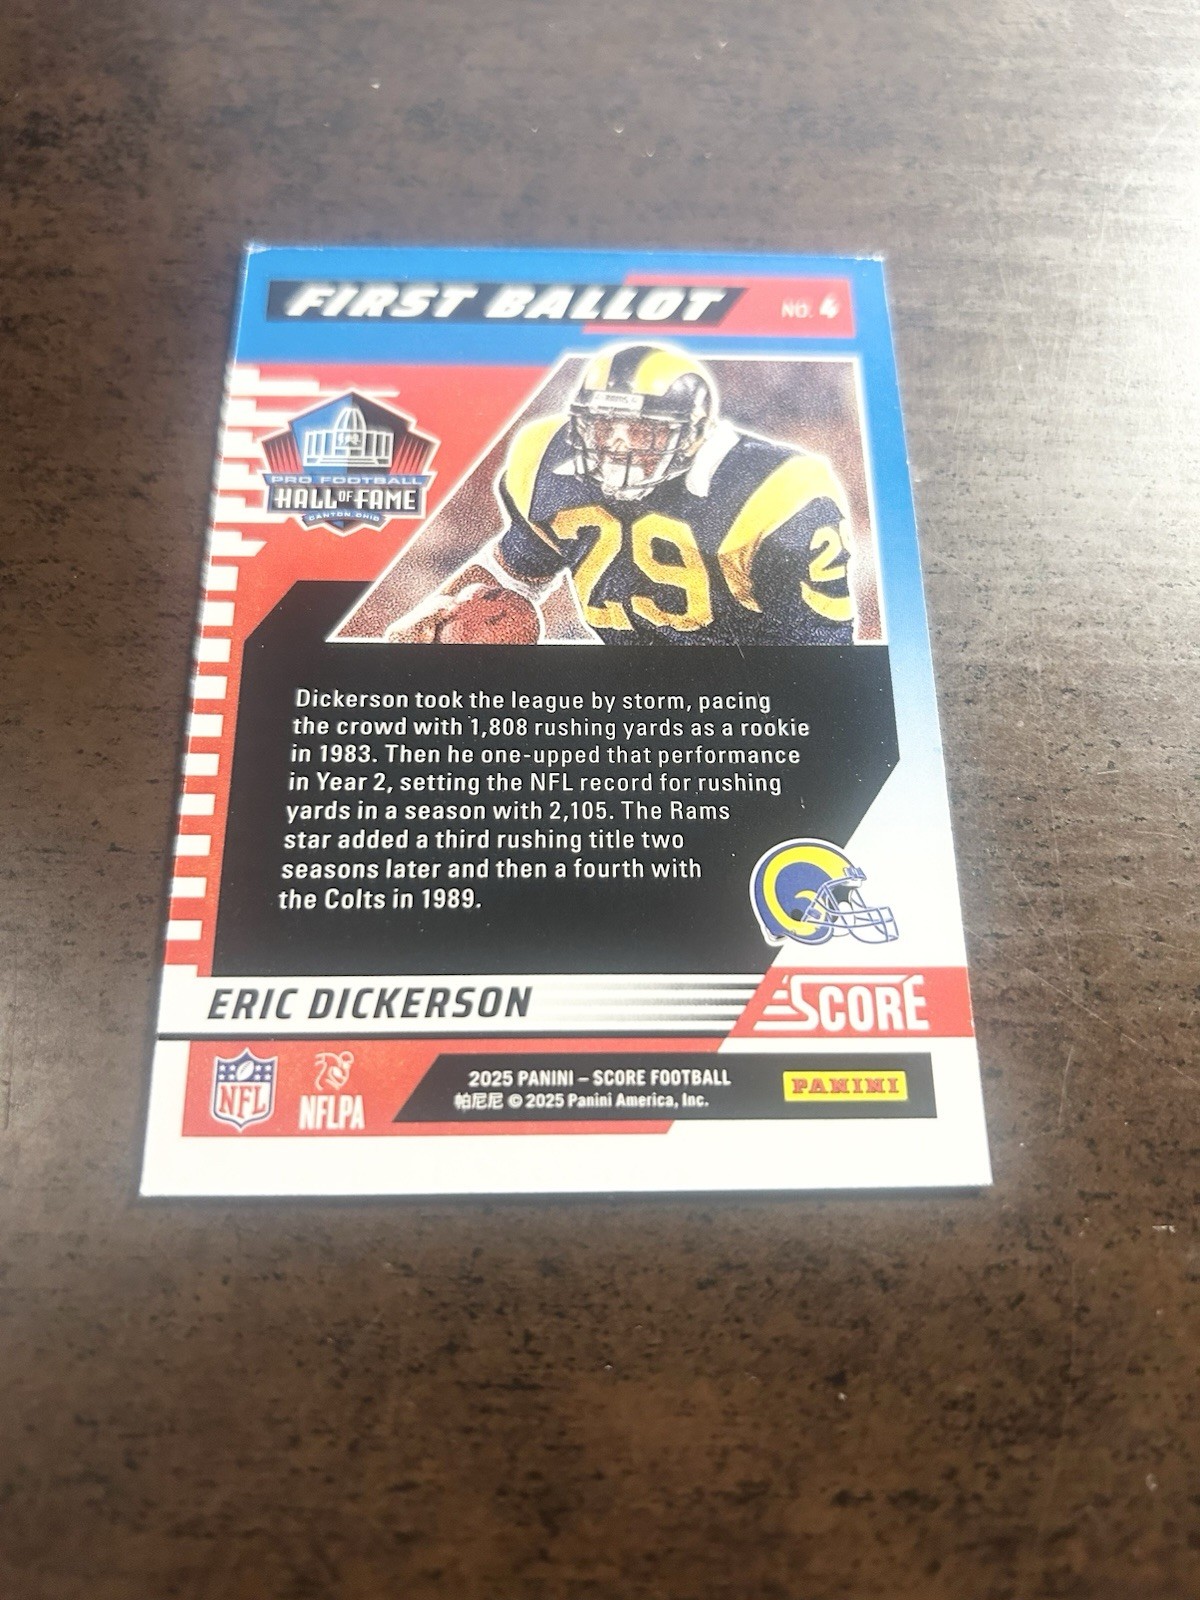 FIRST BALLOT
NO. 4
PRO FOOTBALL
HALL OF FAME
CANTON, OHIO
29
2
Dickerson took the league by storm, pacing
the crowd with 1,808 rushing yards as a rookie
in 1983. Then he one-upped that performance
in Year 2, setting the NFL record for rushing
yards in a season with 2,105. The Rams
star added a third rushing title two
seasons later and then a fourth with
the Colts in 1989.
ERIC DICKERSON
SCORE
NFL
NFLPA
2025 PANINI – SCORE FOOTBALL
帕尼尼 © 2025 Panini America, Inc.
PANINI